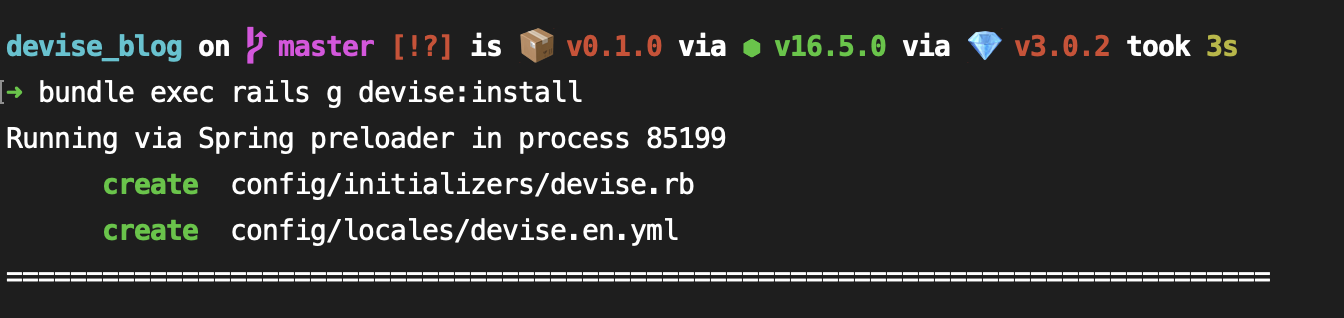 devise_blog on master [!?] is 📦 v0.1.0 via ⬢ v16.5.0 via 💎 v3.0.2 took 3s
➜ bundle exec rails g devise:install
Running via Spring preloader in process 85199
create config/initializers/devise.rb
create config/locales/devise.en.yml
===============================================================================